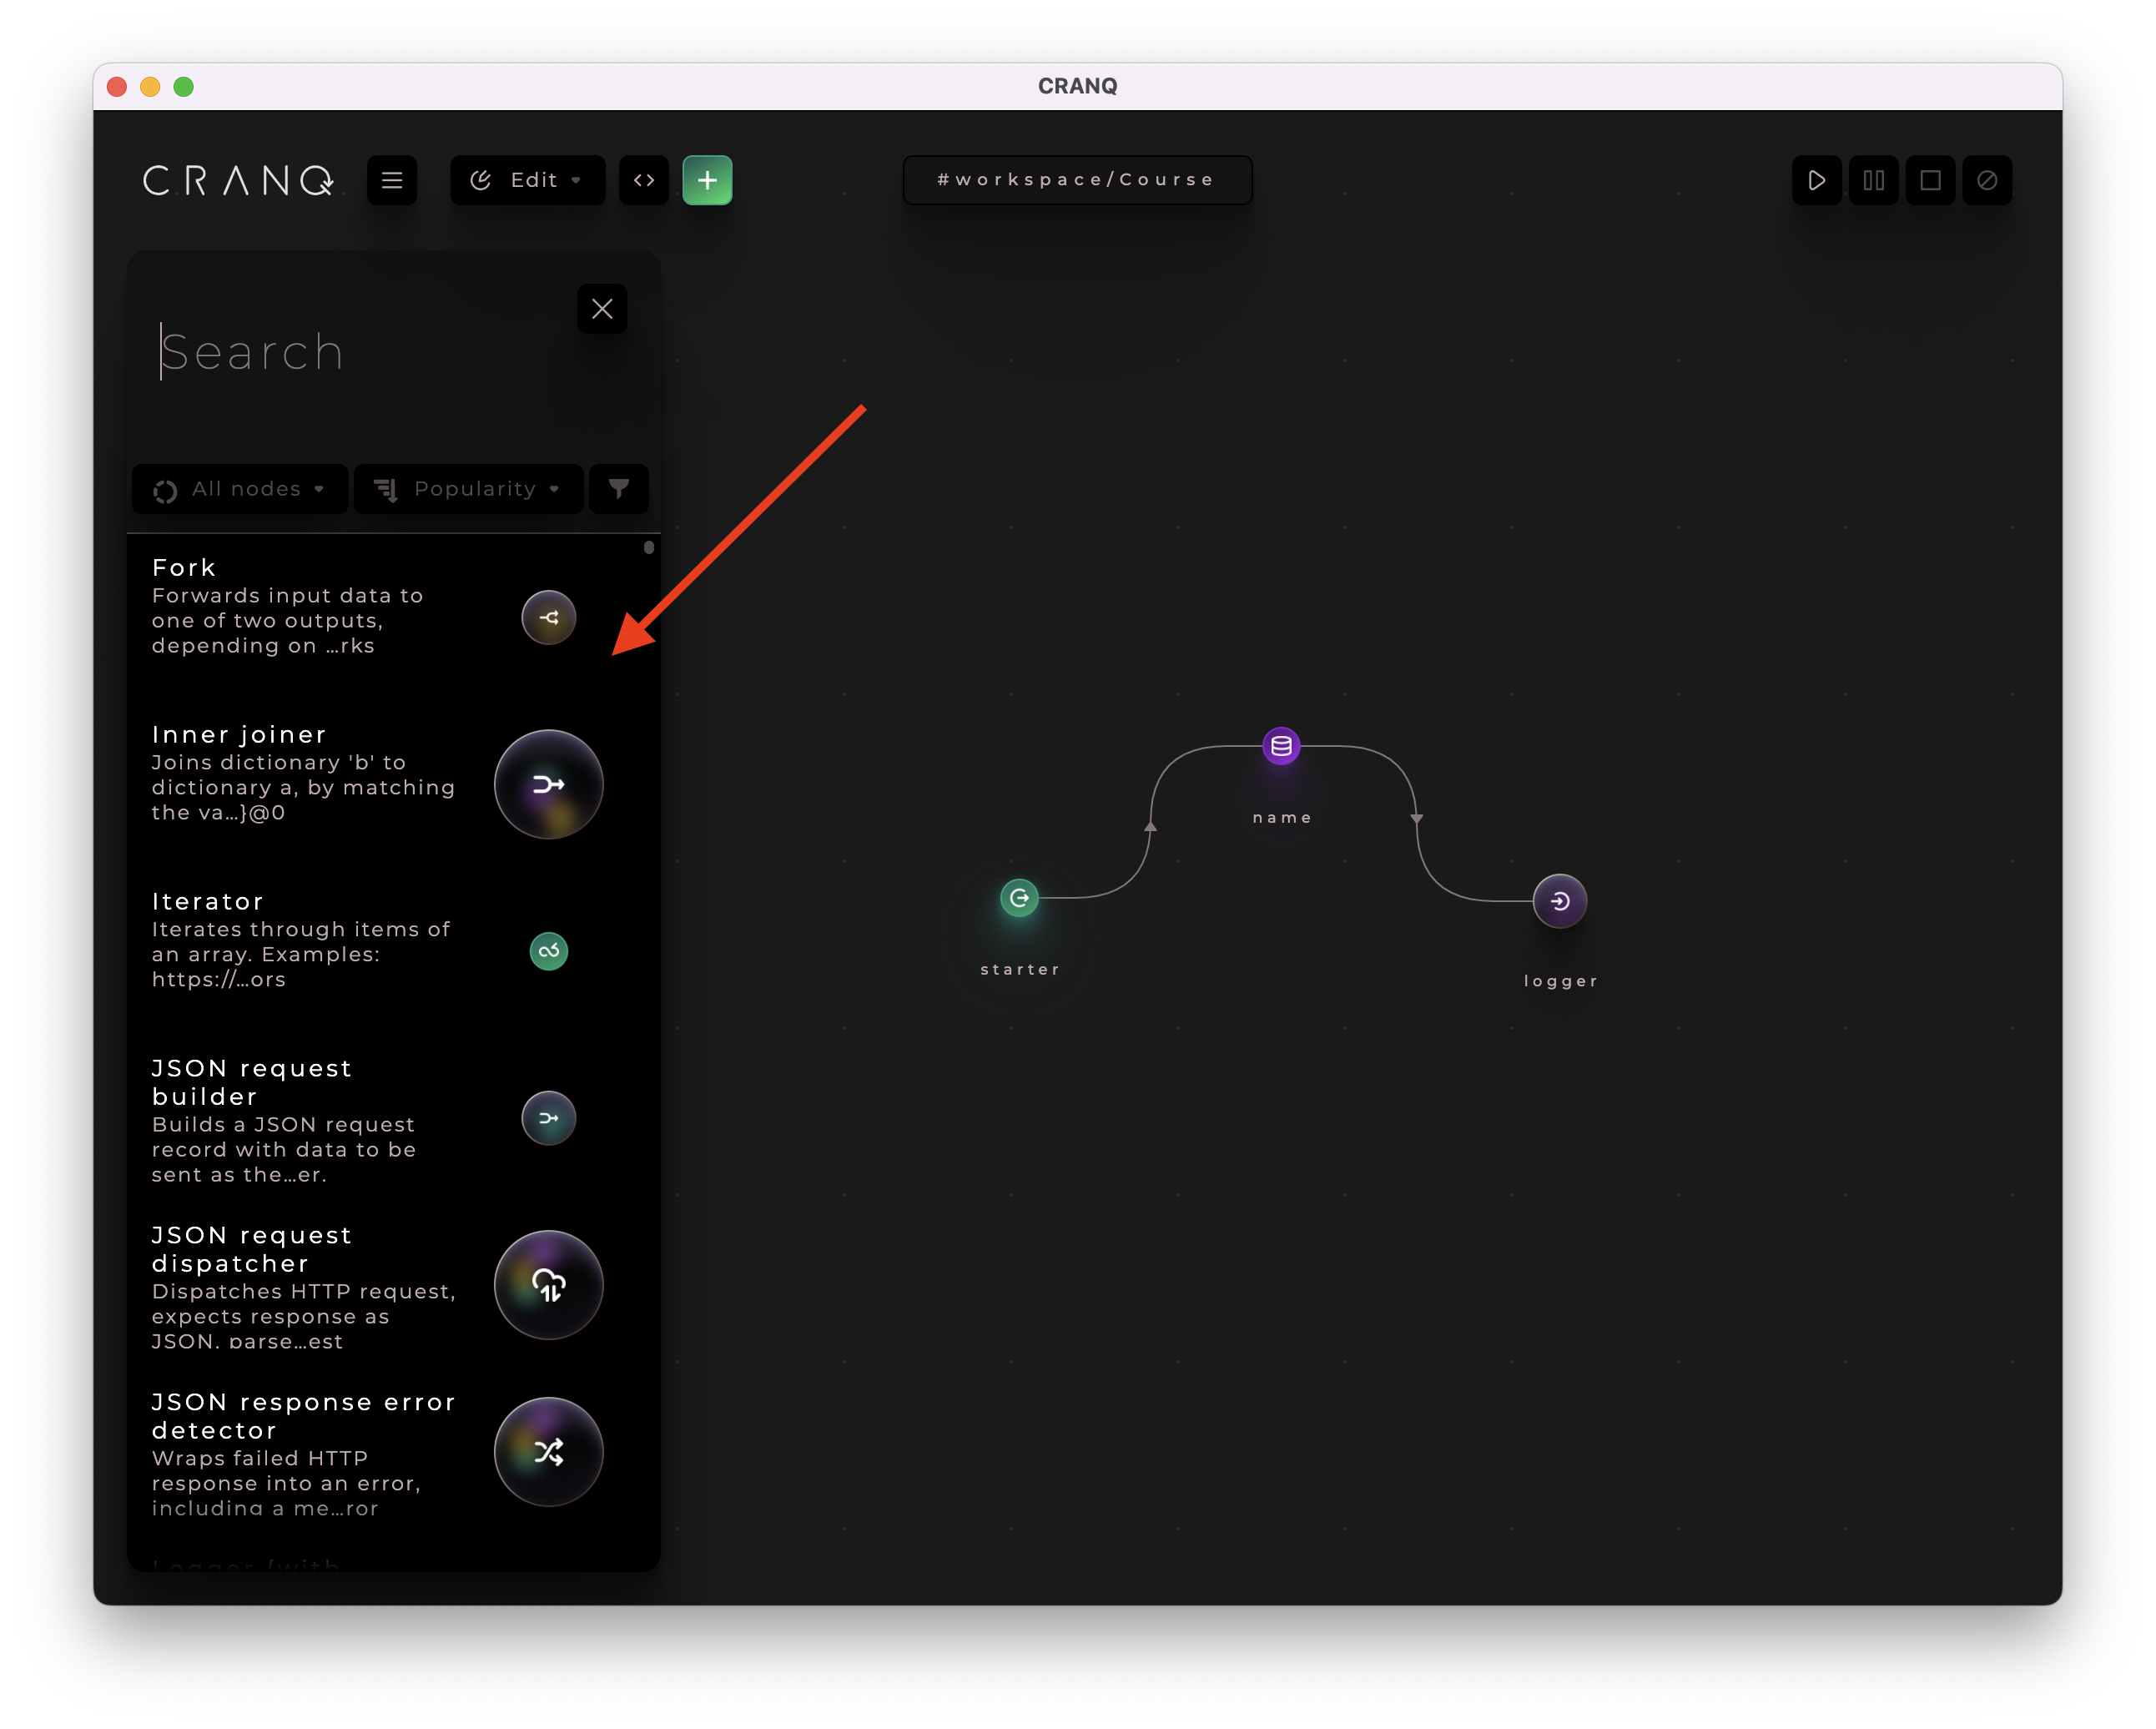 CRANQ
CRANQ
Edit
#workspace/Course
Search
All nodes
Popularity
Fork
Forwards input data to
one of two outputs,
depending on ...rks
Inner joiner
Joins dictionary 'b' to
dictionary a, by matching
the va...}@0
Iterator
Iterates through items of
an array. Examples:
https://...ors
JSON request
builder
Builds a JSON request
record with data to be
sent as the...er.
JSON request
dispatcher
Dispatches HTTP request,
expects response as
JSON, parse...est
JSON response error
detector
Wraps failed HTTP
response into an error,
including a me...ror
Logger (with
name
starter
logger